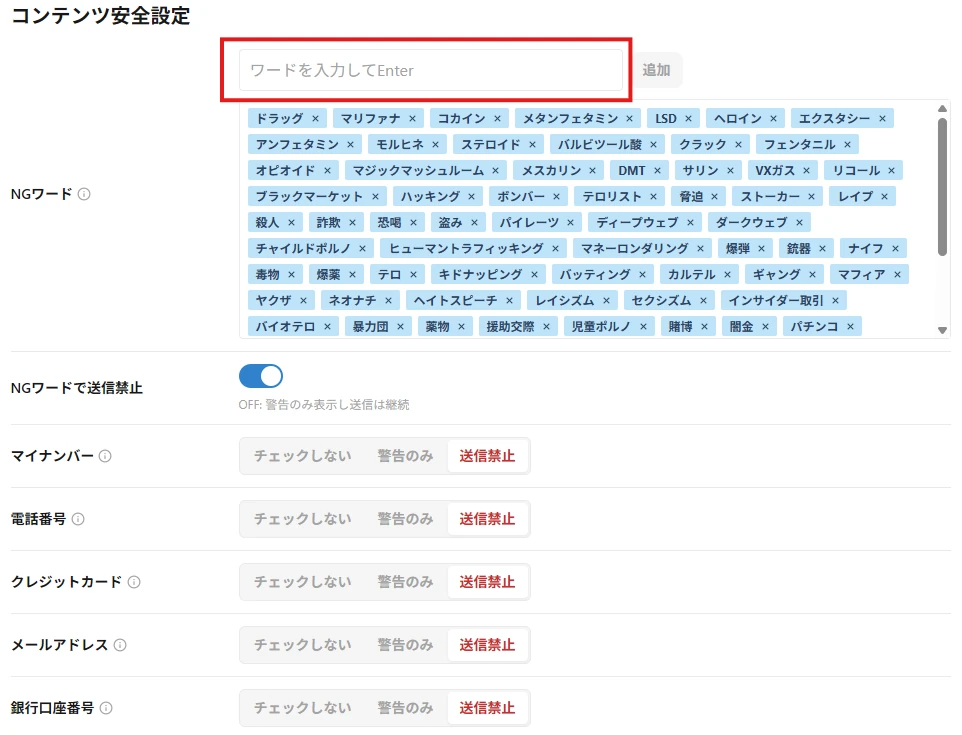 コンテンツ安全設定
ワードを入力してEnter 追加
NGワード
ドラッグ × マリファナ × コカイン × メタンフェタミン × LSD × ヘロイン × エクスタシー ×
アンフェタミン × モルヒネ × ステロイド × バルビツール酸 × クラック × フェンタニル ×
オピオイド × マジックマッシュルーム × メスカリン × DMT × サリン × VXガス × リコール ×
ブラックマーケット × ハッキング × ボンバー × テロリスト × 脅迫 × ストーカー × レイプ ×
殺人 × 詐欺 × 恐喝 × 盗み × パイレーツ × ディープウェブ × ダークウェブ ×
チャイルドポルノ × ヒューマントラフィッキング × マネーロンダリング × 爆弾 × 銃器 × ナイフ ×
毒物 × 爆薬 × テロ × キドナッピング × バッティング × カルテル × ギャング × マフィア ×
ヤクザ × ネオナチ × ヘイトスピーチ × レイシズム × セクシズム × インサイダー取引 ×
バイオテロ × 暴力団 × 薬物 × 援助交際 × 児童ポルノ × 賭博 × 闇金 × パチンコ ×
NGワードで送信禁止
OFF: 警告のみ表示し送信は継続
マイナンバー チェックしない 警告のみ 送信禁止
電話番号 チェックしない 警告のみ 送信禁止
クレジットカード チェックしない 警告のみ 送信禁止
メールアドレス チェックしない 警告のみ 送信禁止
銀行口座番号 チェックしない 警告のみ 送信禁止